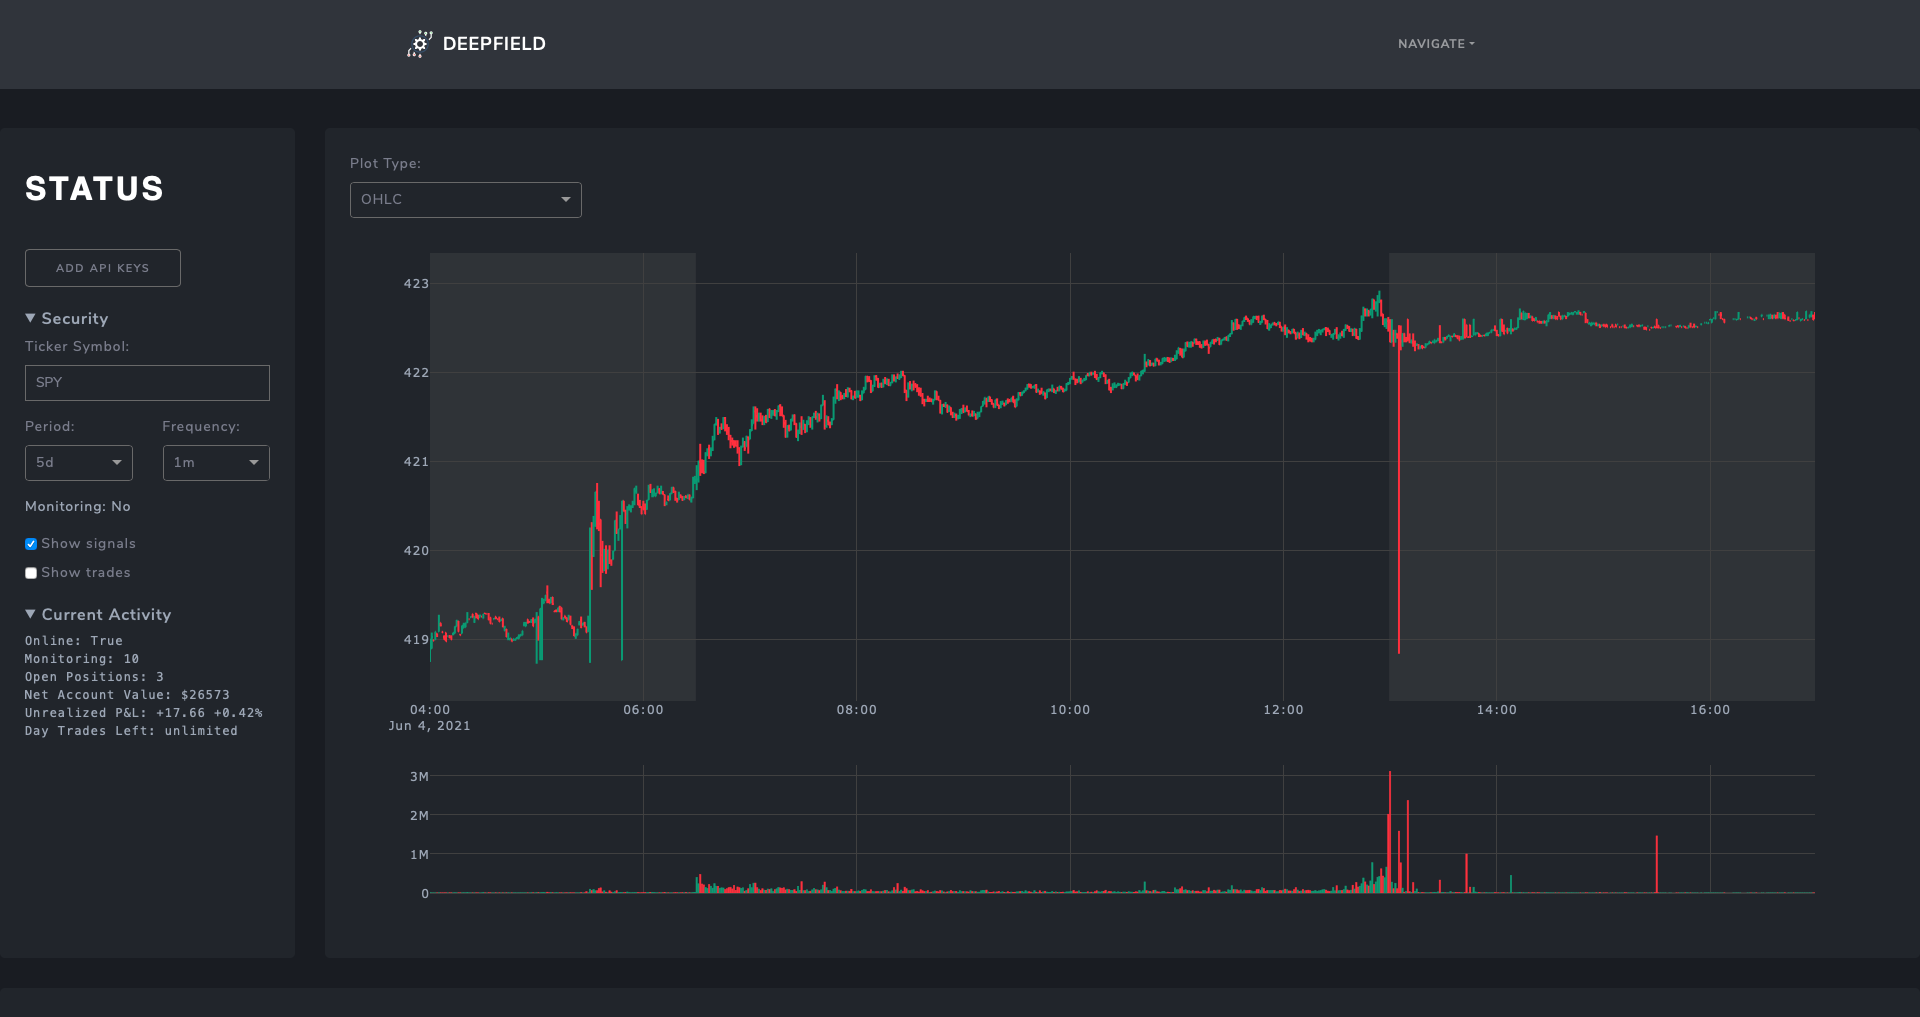 DEEPFIELD
NAVIGATE
STATUS
ADD API KEYS
Security
Ticker Symbol:
SPY
Period: Frequency:
5d 1m
Monitoring: No
Show signals
Show trades
Current Activity
Online: True
Monitoring: 10
Open Positions: 3
Net Account Value: $26573
Unrealized P&L: +17.66 +0.42%
Day Trades Left: unlimited
Plot Type:
OHLC
423
422
421
420
419
04:00 06:00 08:00 10:00 12:00 14:00 16:00
Jun 4, 2021
3M
2M
1M
0